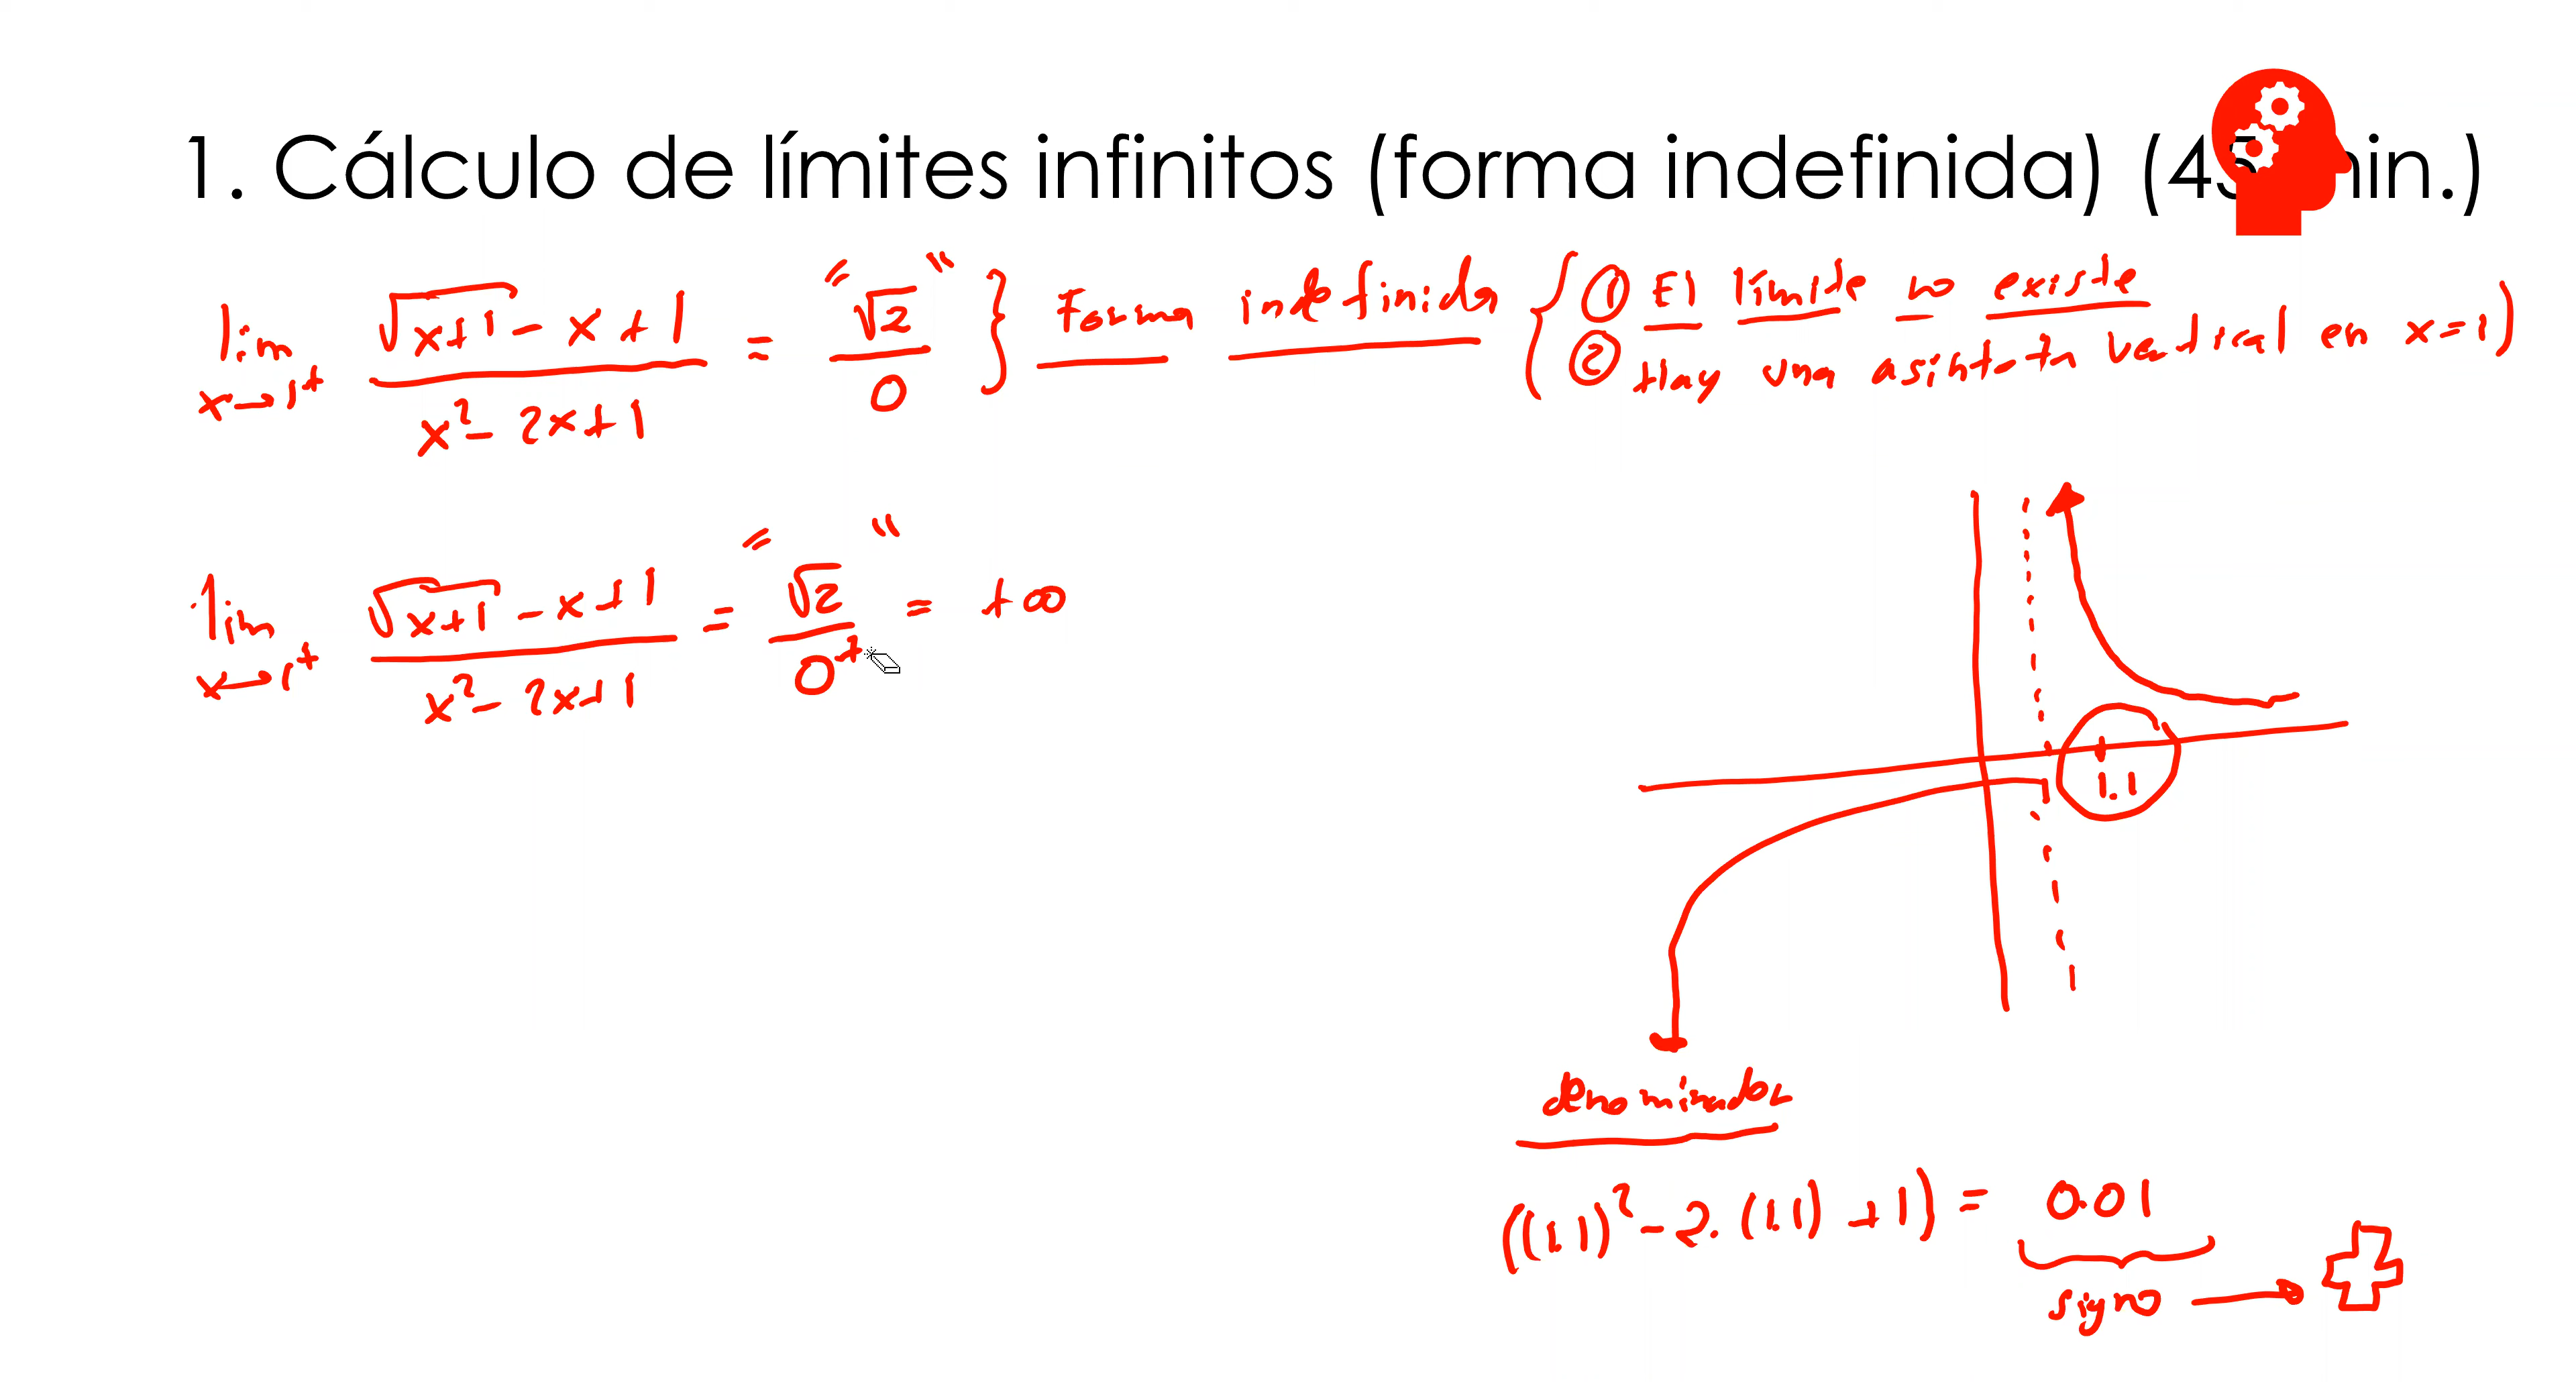 1. Cálculo de límites infinitos (forma indefinida) (45 min.)
lim x→1⁺ (√(x+1) - x + 1)/(x² - 2x + 1) = "√2/0" } Forma indefinida { ① El límite no existe
② Hay una asintota vertical en x=1)
lim x→1⁺ (√(x+1) - x + 1)/(x² - 2x + 1) = "√2/0⁺" = +∞
1.1
denominador
((1.1)² - 2.(1.1) + 1) = 0.01
signo → +